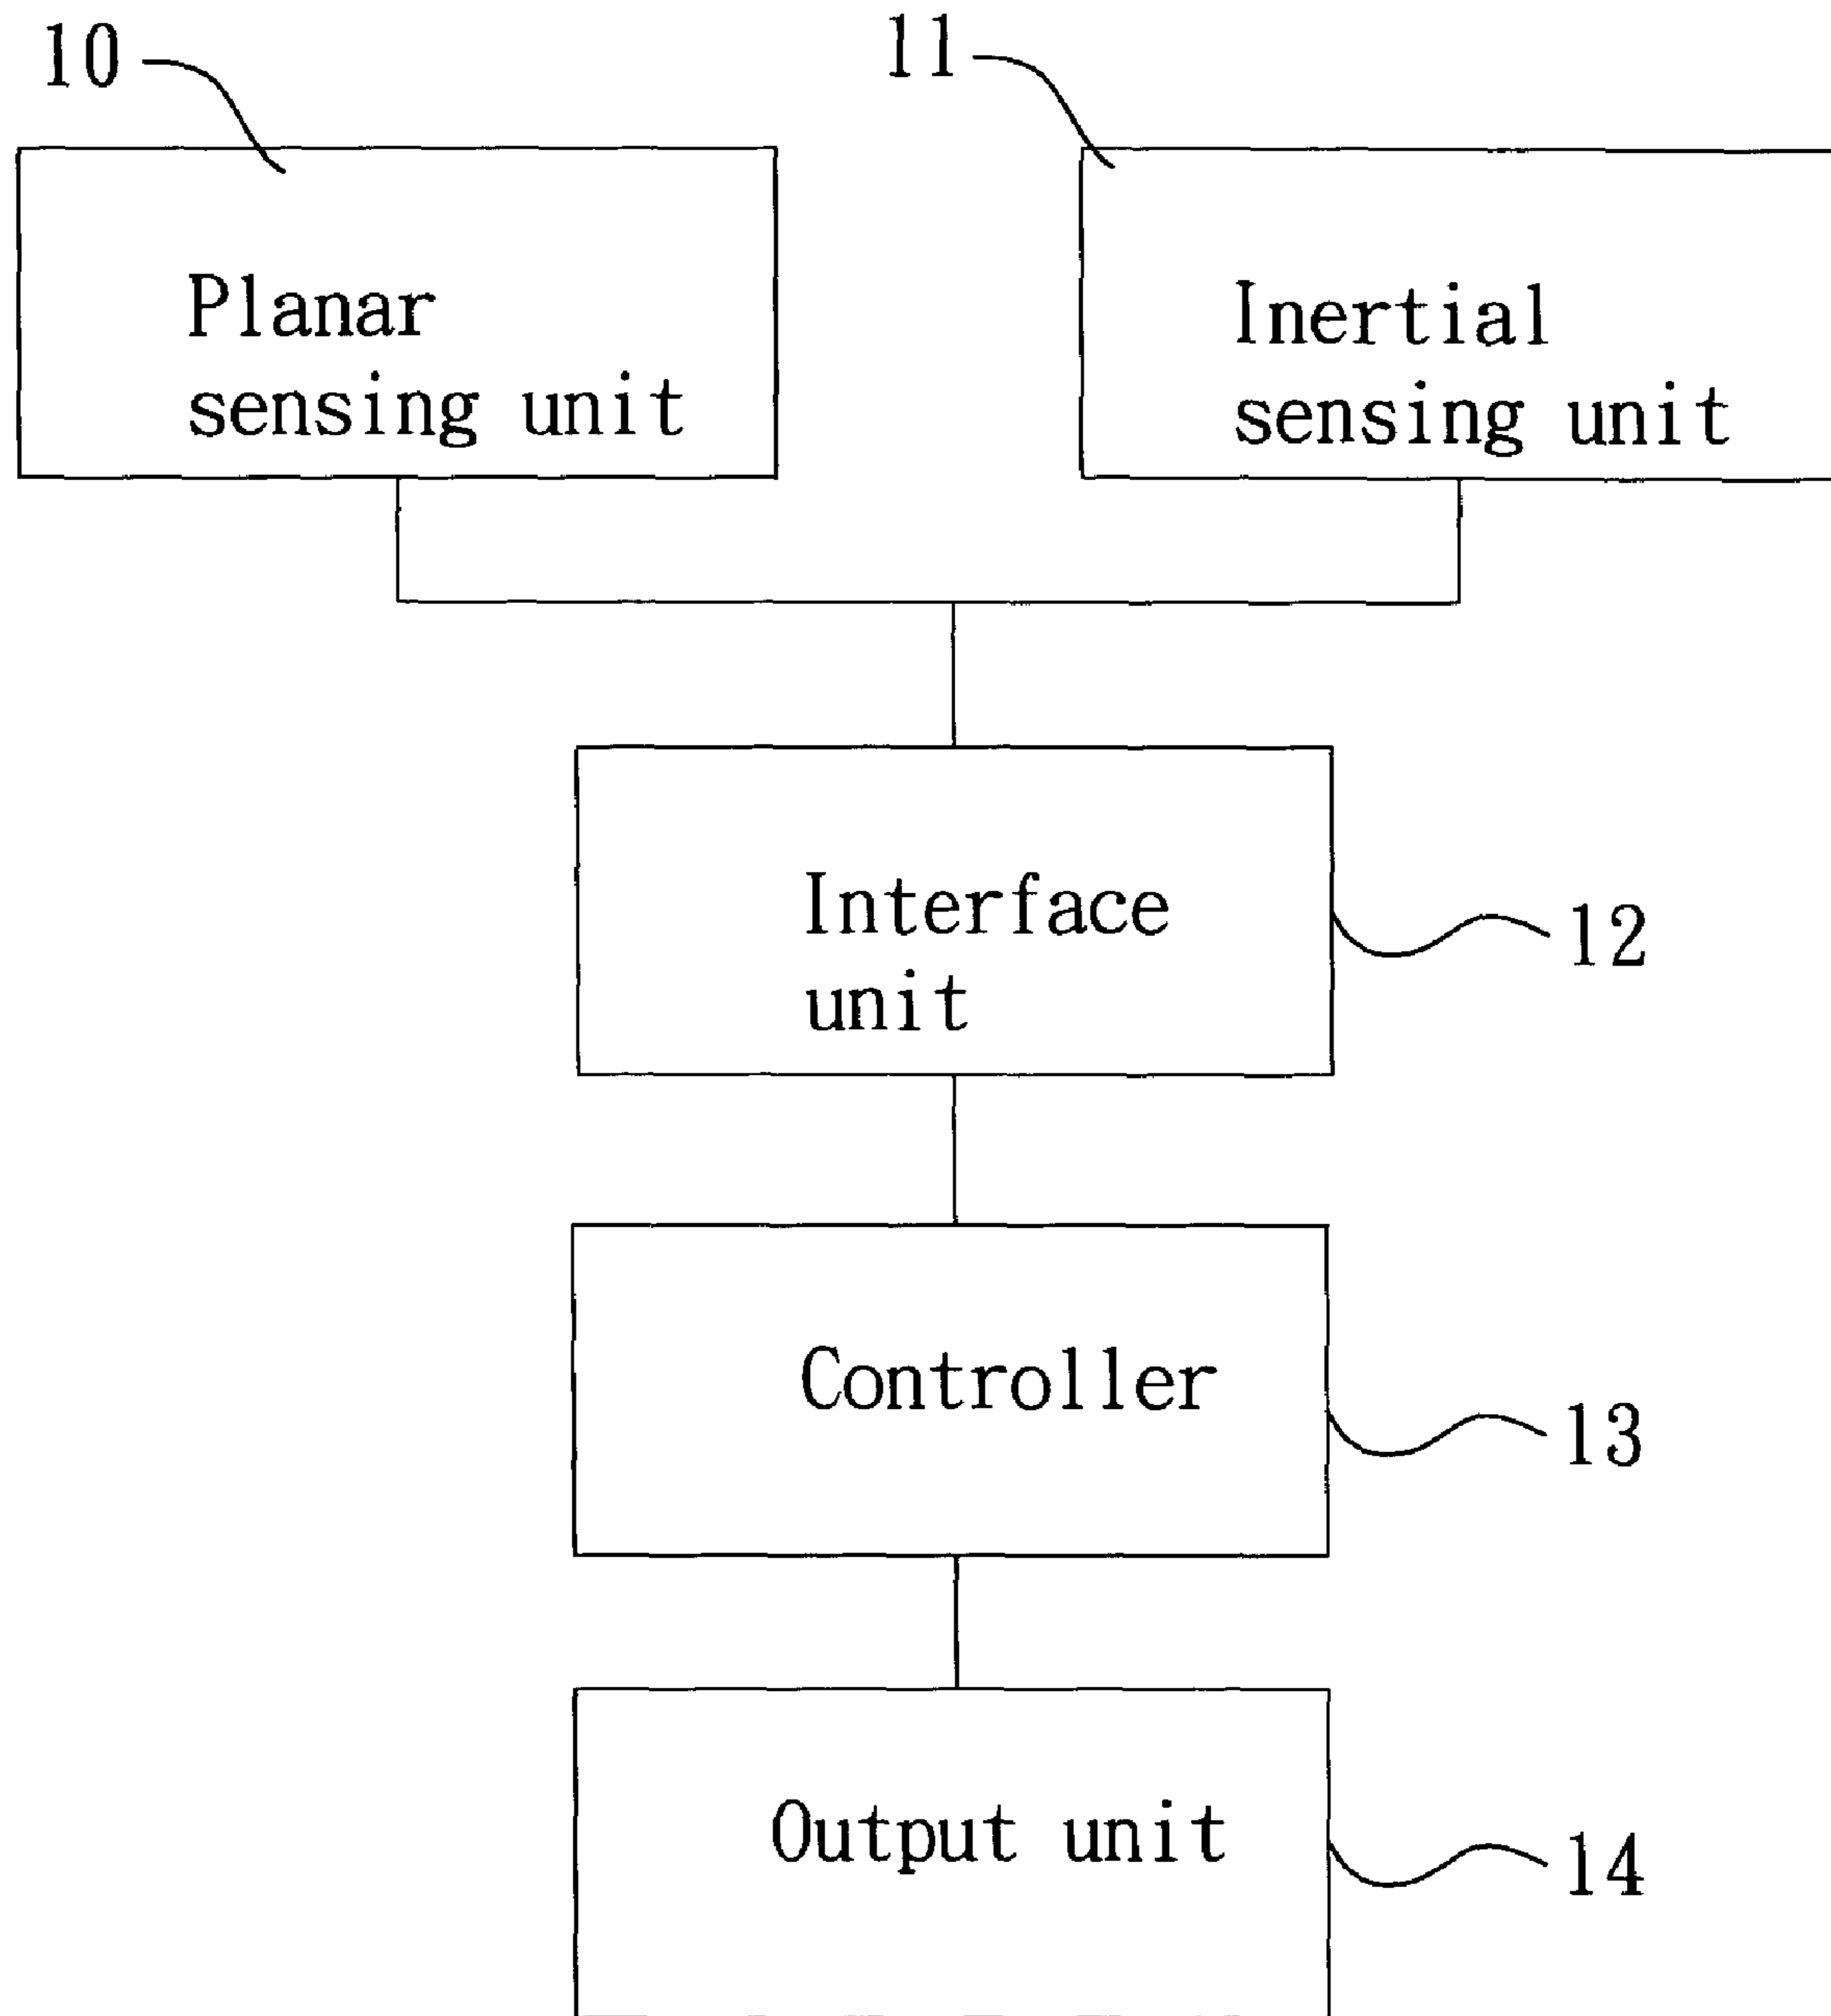 10
11
Planar
sensing unit
Inertial
sensing unit
Interface
unit
12
Controller
13
Output unit
14